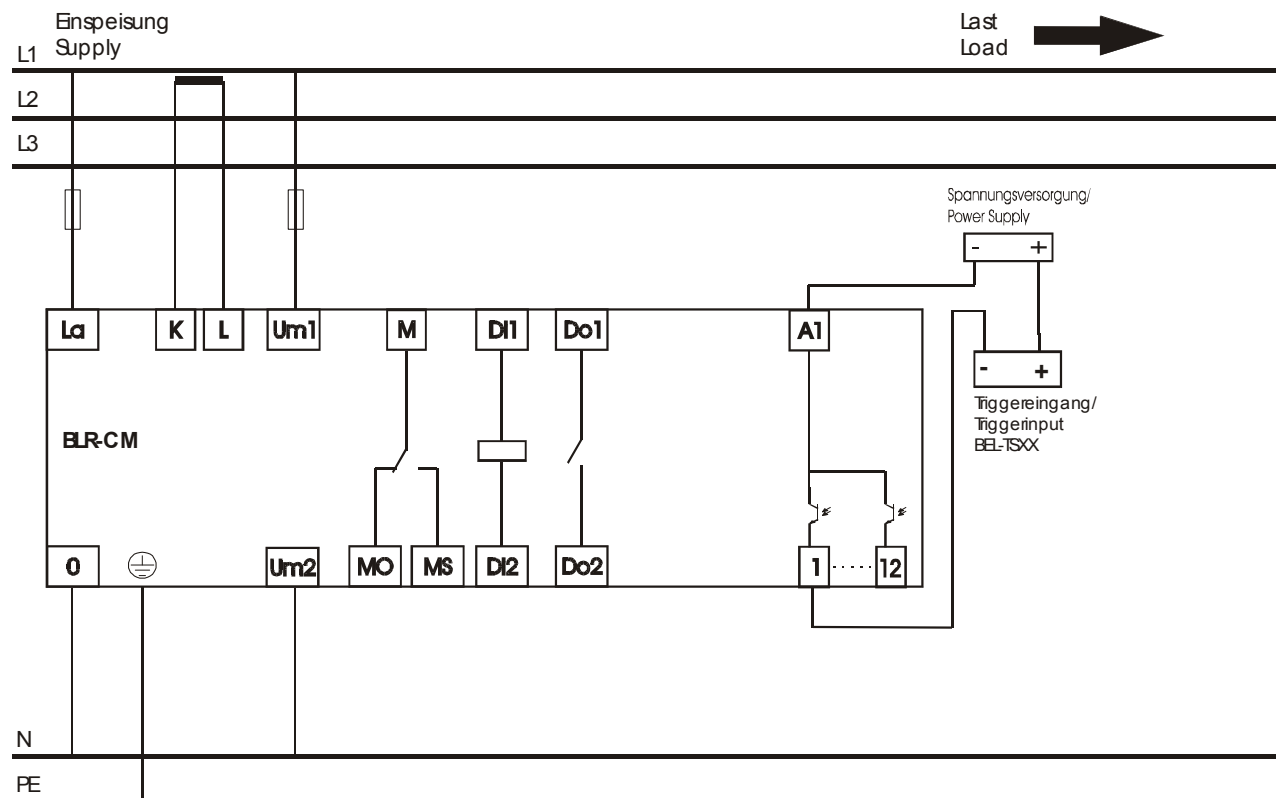 Einspeisung
Supply
Last
Load
L1
L2
L3
Spannungsversorgung/
Power Supply
- +
La K L Um1 M DI1 Do1 A1
- +
Triggereingang/
Triggerinput
BEL-TSXX
BLR-CM
0 Um2 MO MS DI2 Do2 1 ...... 12
N
PE